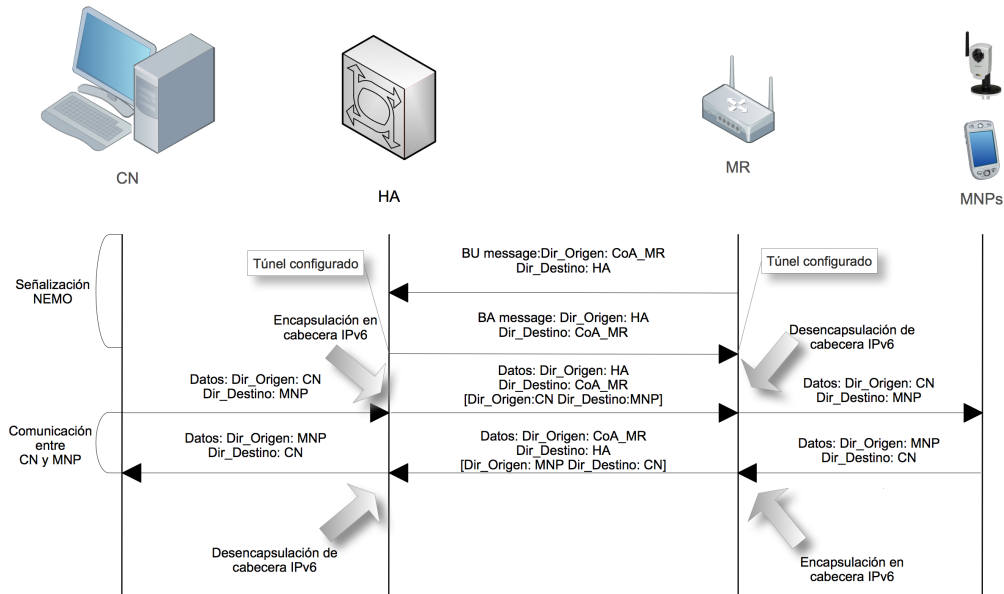 CN
HA
MR
MNPs
Señalización
NEMO
Túnel configurado
BU message:Dir_Origen: CoA_MR
Dir_Destino: HA
Túnel configurado
Encapsulación en
cabecera IPv6
BA message: Dir_Origen: HA
Dir_Destino: CoA_MR
Desencapsulación de
cabecera IPv6
Datos: Dir_Origen: CN
Dir_Destino: MNP
Datos: Dir_Origen: HA
Dir_Destino: CoA_MR
[Dir_Origen:CN Dir_Destino:MNP]
Datos: Dir_Origen: CN
Dir_Destino: MNP
Comunicación
entre
CN y MNP
Datos: Dir_Origen: MNP
Dir_Destino: CN
Datos: Dir_Origen: CoA_MR
Dir_Destino: HA
[Dir_Origen: MNP Dir_Destino: CN]
Datos: Dir_Origen: MNP
Dir_Destino: CN
Desencapsulación de
cabecera IPv6
Encapsulación en
cabecera IPv6